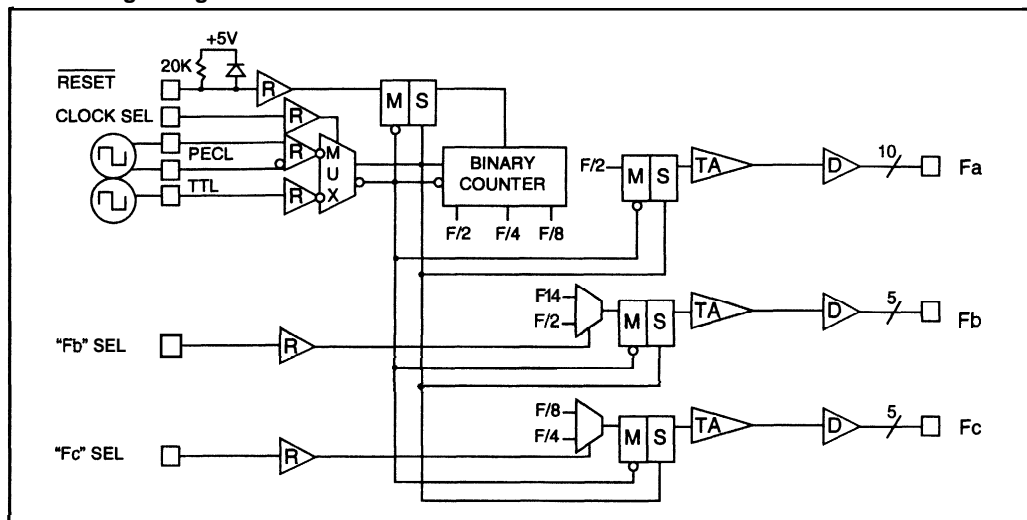 +5V
20K
RESET
R
CLOCK SEL
R
M S
PECL
R
M
U
X
TTL
R
BINARY
COUNTER
F/2 F/4 F/8
F/2
M S
TA
D
10
Fa
F14
F/2
M S
TA
D
5
Fb
"Fb" SEL
R
F/8
F/4
M S
TA
D
5
Fc
"Fc" SEL
R